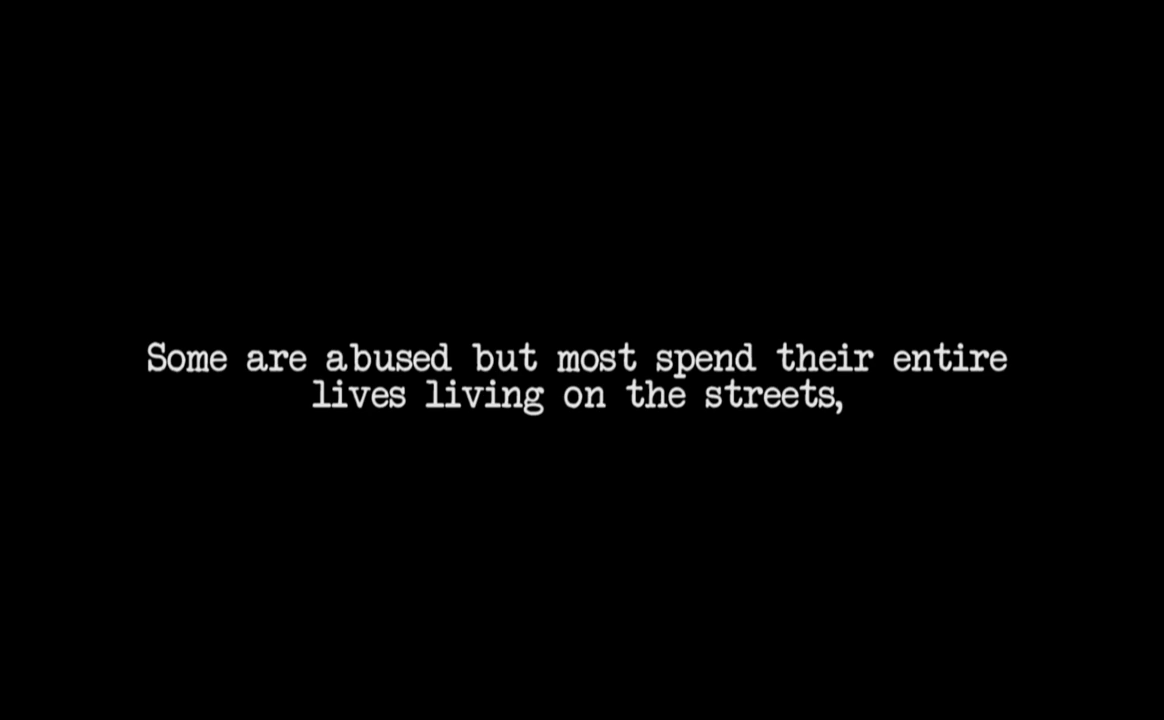 Some are abused but most spend their entire
lives living on the streets,